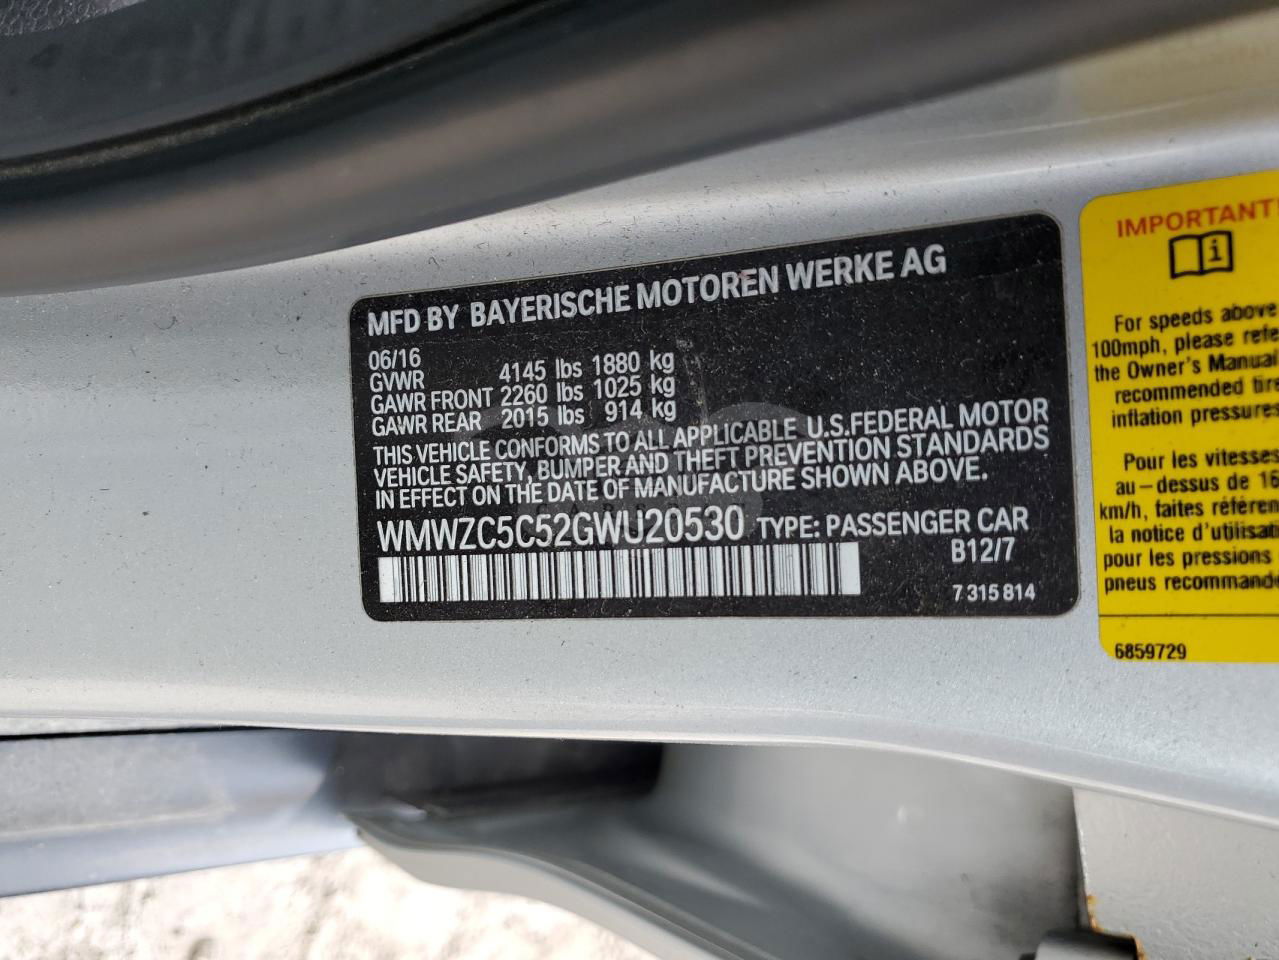 MFD BY BAYERISCHE MOTOREN WERKE AG
06/16
GVWR 4145 lbs 1880 kg
GAWR FRONT 2260 lbs 1025 kg
GAWR REAR 2015 lbs 914 kg
THIS VEHICLE CONFORMS TO ALL APPLICABLE U.S.FEDERAL MOTOR
VEHICLE SAFETY, BUMPER AND THEFT PREVENTION STANDARDS
IN EFFECT ON THE DATE OF MANUFACTURE SHOWN ABOVE.
WMWZC5C52GWU20530 TYPE: PASSENGER CAR
B12/7
7 315 814
IMPORTANT!
i
For speeds above
100mph, please refe
the Owner's Manual
recommended tire
inflation pressures
Pour les vitesses
au-dessus de 16
km/h, faites référen
la notice d'utilisat
pour les pressions
pneus recommandé
6859729